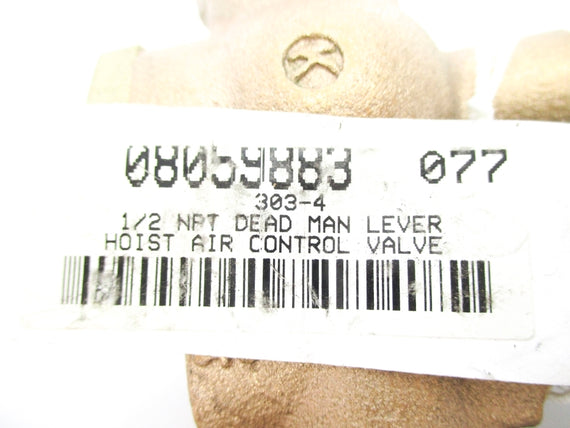 08059883 077
303-4
1/2 NPT DEAD MAN LEVER
HOIST AIR CONTROL VALVE